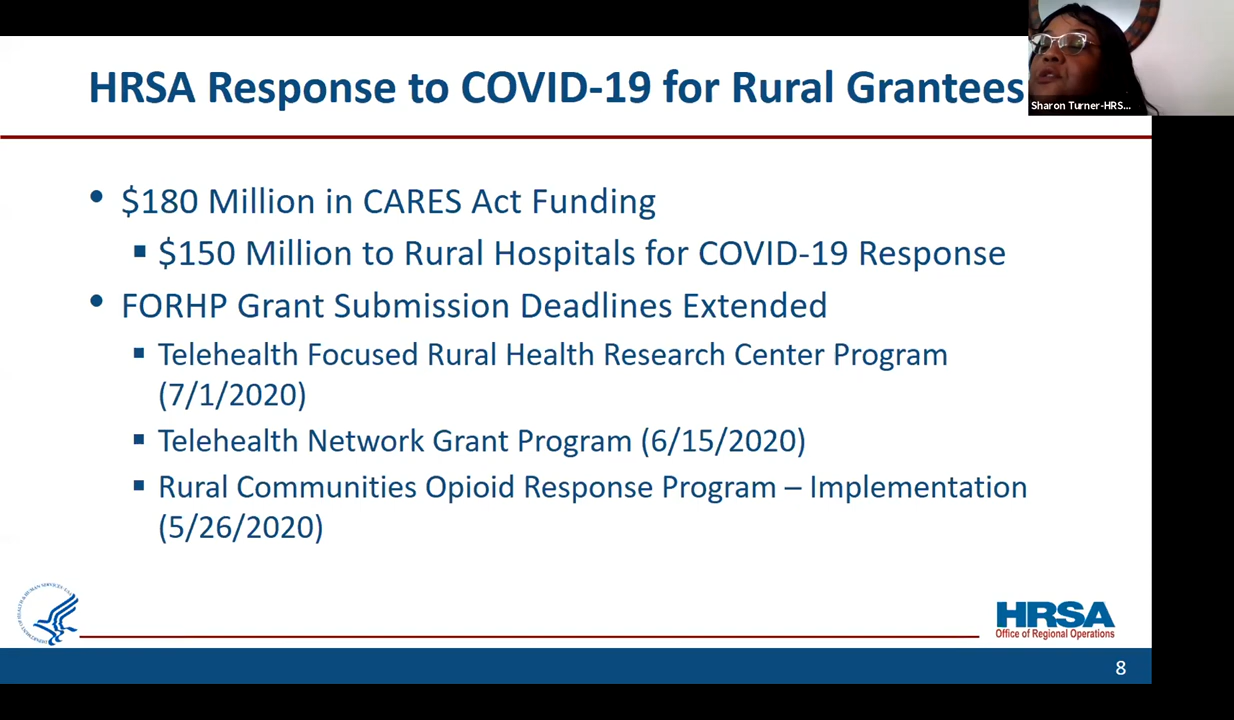 HRSA Response to COVID-19 for Rural Grantees
Sharon Turner-HRS...
• $180 Million in CARES Act Funding
▪ $150 Million to Rural Hospitals for COVID-19 Response
• FORHP Grant Submission Deadlines Extended
▪ Telehealth Focused Rural Health Research Center Program
(7/1/2020)
▪ Telehealth Network Grant Program (6/15/2020)
▪ Rural Communities Opioid Response Program – Implementation
(5/26/2020)
HRSA
Office of Regional Operations
8